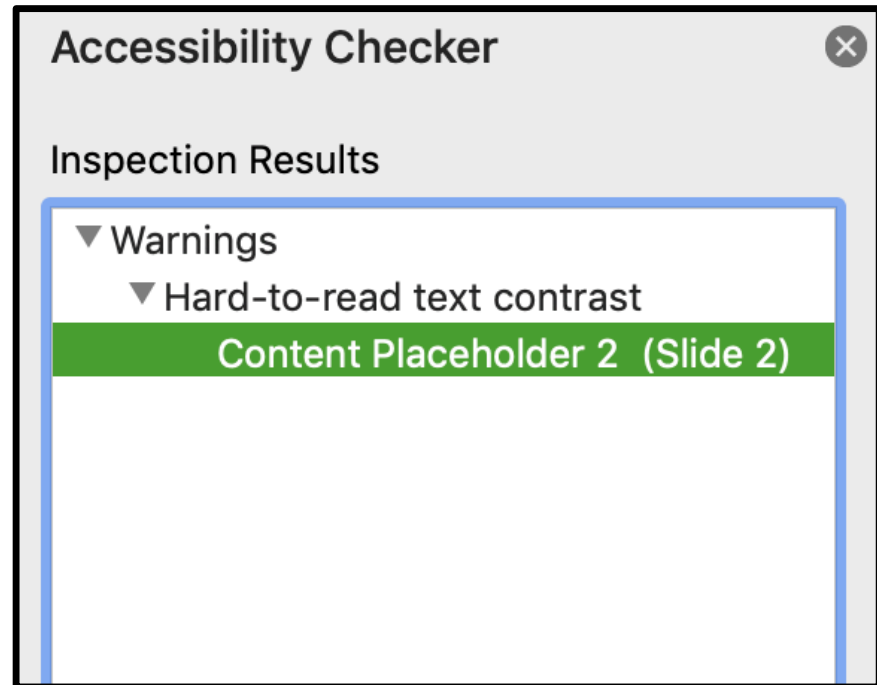 Accessibility Checker
Inspection Results
Warnings
Hard-to-read text contrast
Content Placeholder 2 (Slide 2)